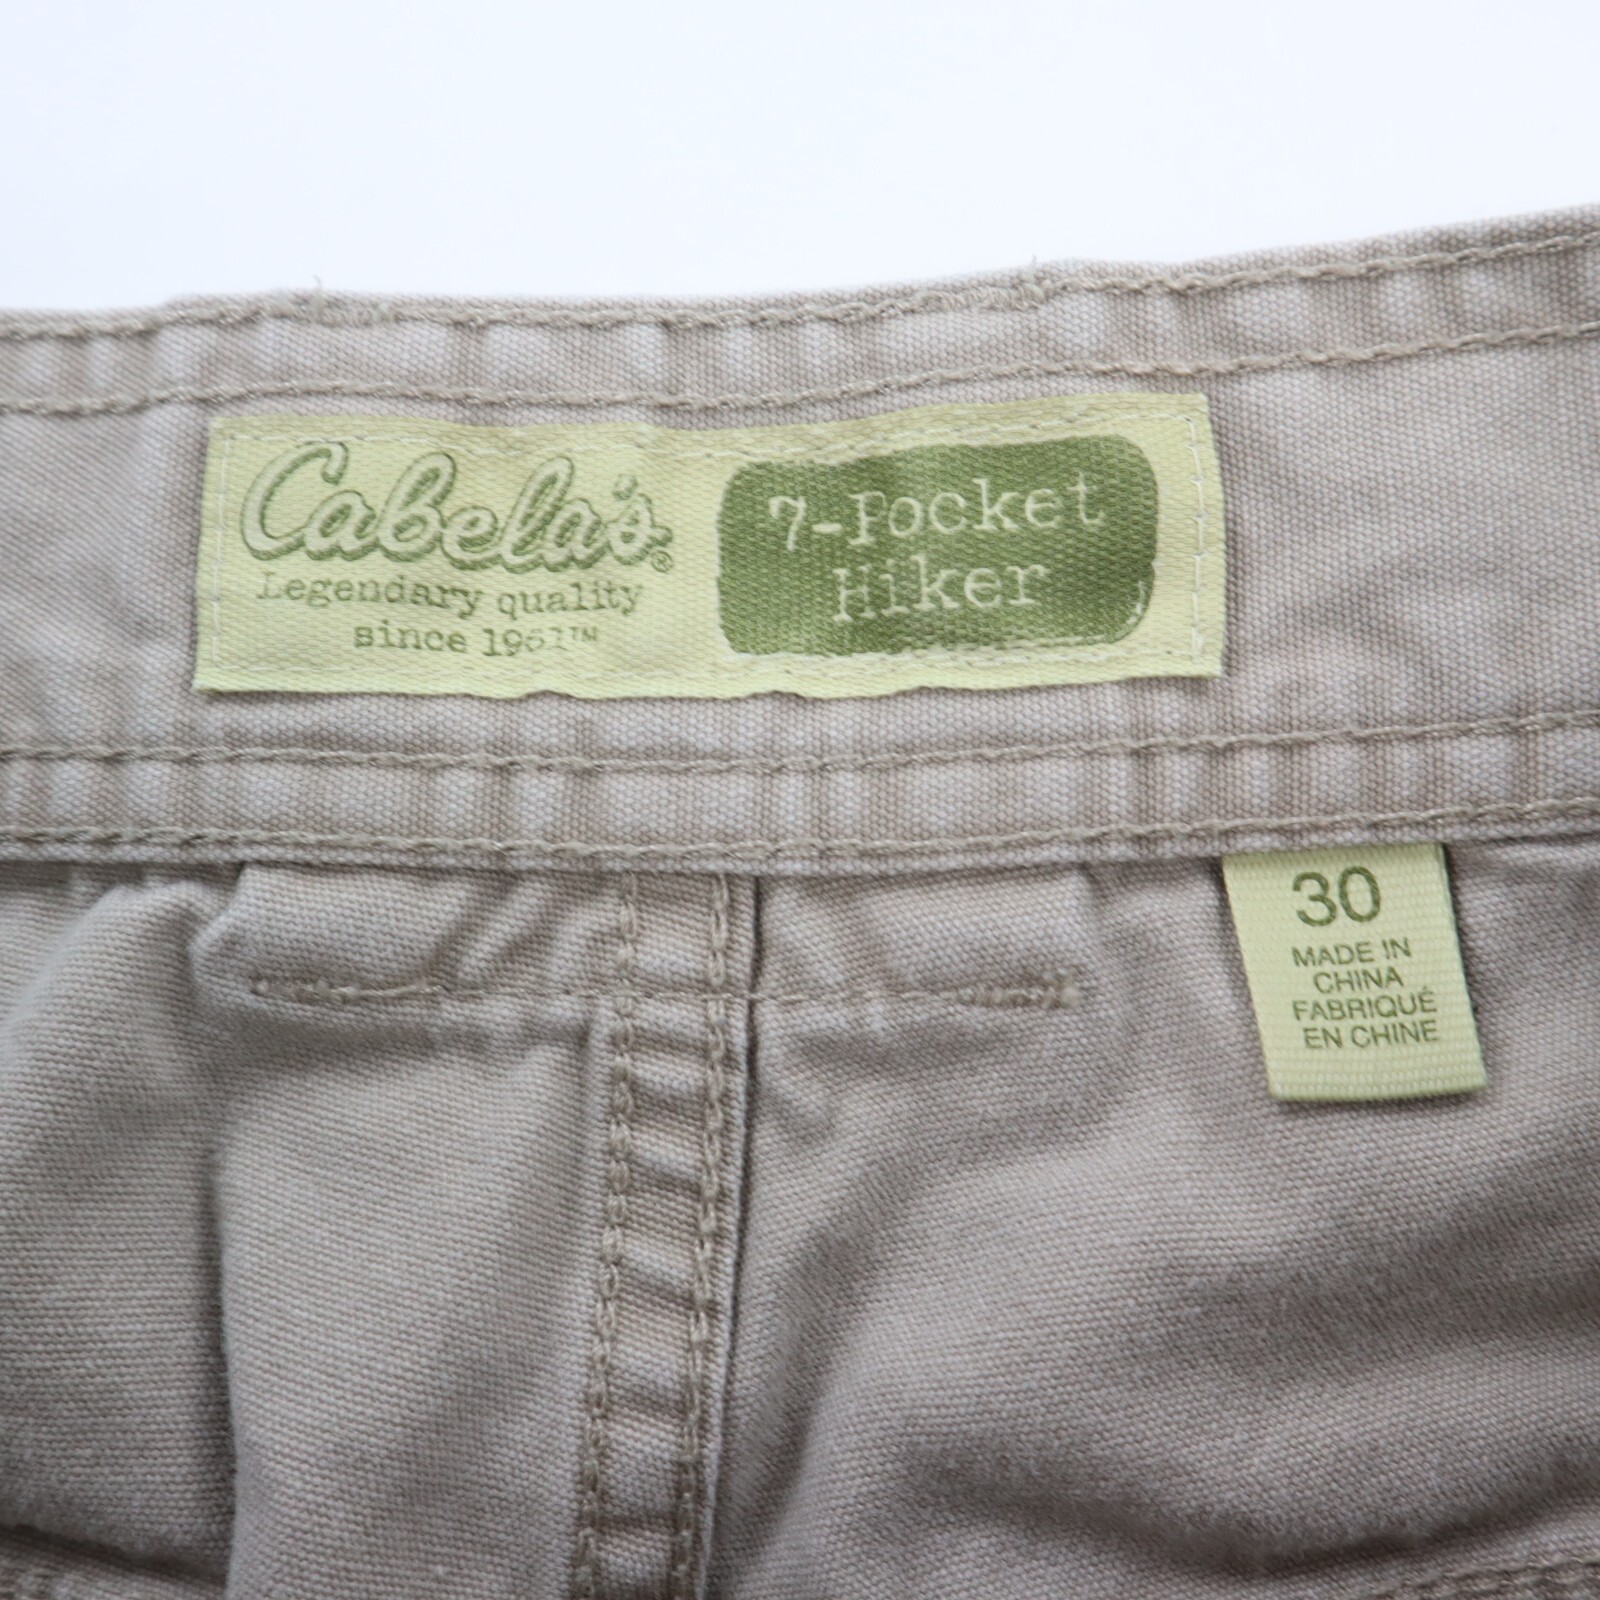 Cabela's®
Legendary quality
since 1961™
7-Pocket
Hiker
30
MADE IN
CHINA
FABRIQUÉ
EN CHINE